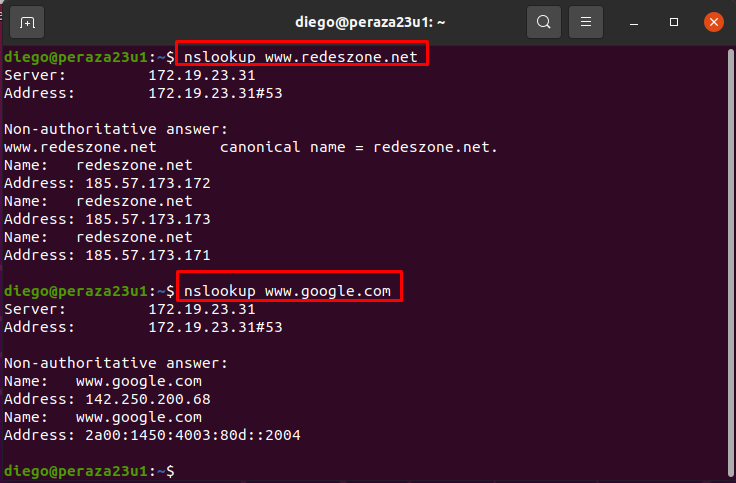 diego@peraza23u1: ~
diego@peraza23u1:~$ nslookup www.redeszone.net
Server:		172.19.23.31
Address:	172.19.23.31#53

Non-authoritative answer:
www.redeszone.net	canonical name = redeszone.net.
Name:	redeszone.net
Address: 185.57.173.172
Name:	redeszone.net
Address: 185.57.173.173
Name:	redeszone.net
Address: 185.57.173.171

diego@peraza23u1:~$ nslookup www.google.com
Server:		172.19.23.31
Address:	172.19.23.31#53

Non-authoritative answer:
Name:	www.google.com
Address: 142.250.200.68
Name:	www.google.com
Address: 2a00:1450:4003:80d::2004

diego@peraza23u1:~$